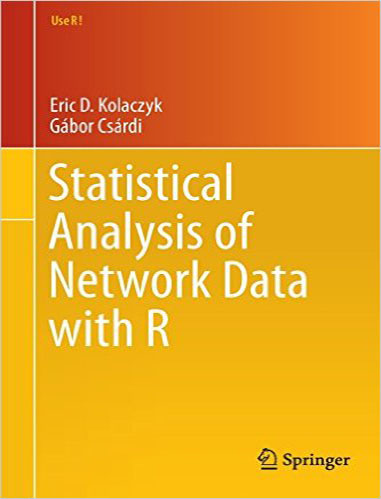 Use R!
Eric D. Kolaczyk
Gábor Csárdi
Statistical
Analysis of
Network Data
with R
Springer